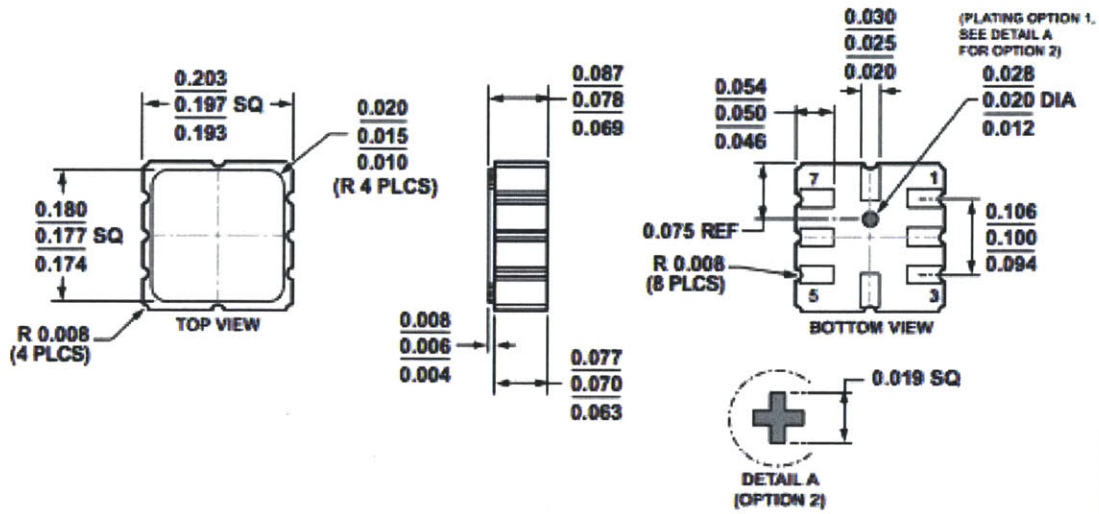 0.203
0.197 SQ
0.193
0.180
0.177 SQ
0.174
0.020
0.015
0.010
(R 4 PLCS)
R 0.008
(4 PLCS)
TOP VIEW
0.087
0.078
0.069
0.008
0.006
0.004
0.077
0.070
0.063
0.030
0.025
0.020
(PLATING OPTION 1,
SEE DETAIL A
FOR OPTION 2)
0.054
0.050
0.046
0.028
0.020 DIA
0.012
7
1
0.075 REF
0.106
0.100
0.094
R 0.008
(8 PLCS)
5
3
BOTTOM VIEW
0.019 SQ
DETAIL A
(OPTION 2)